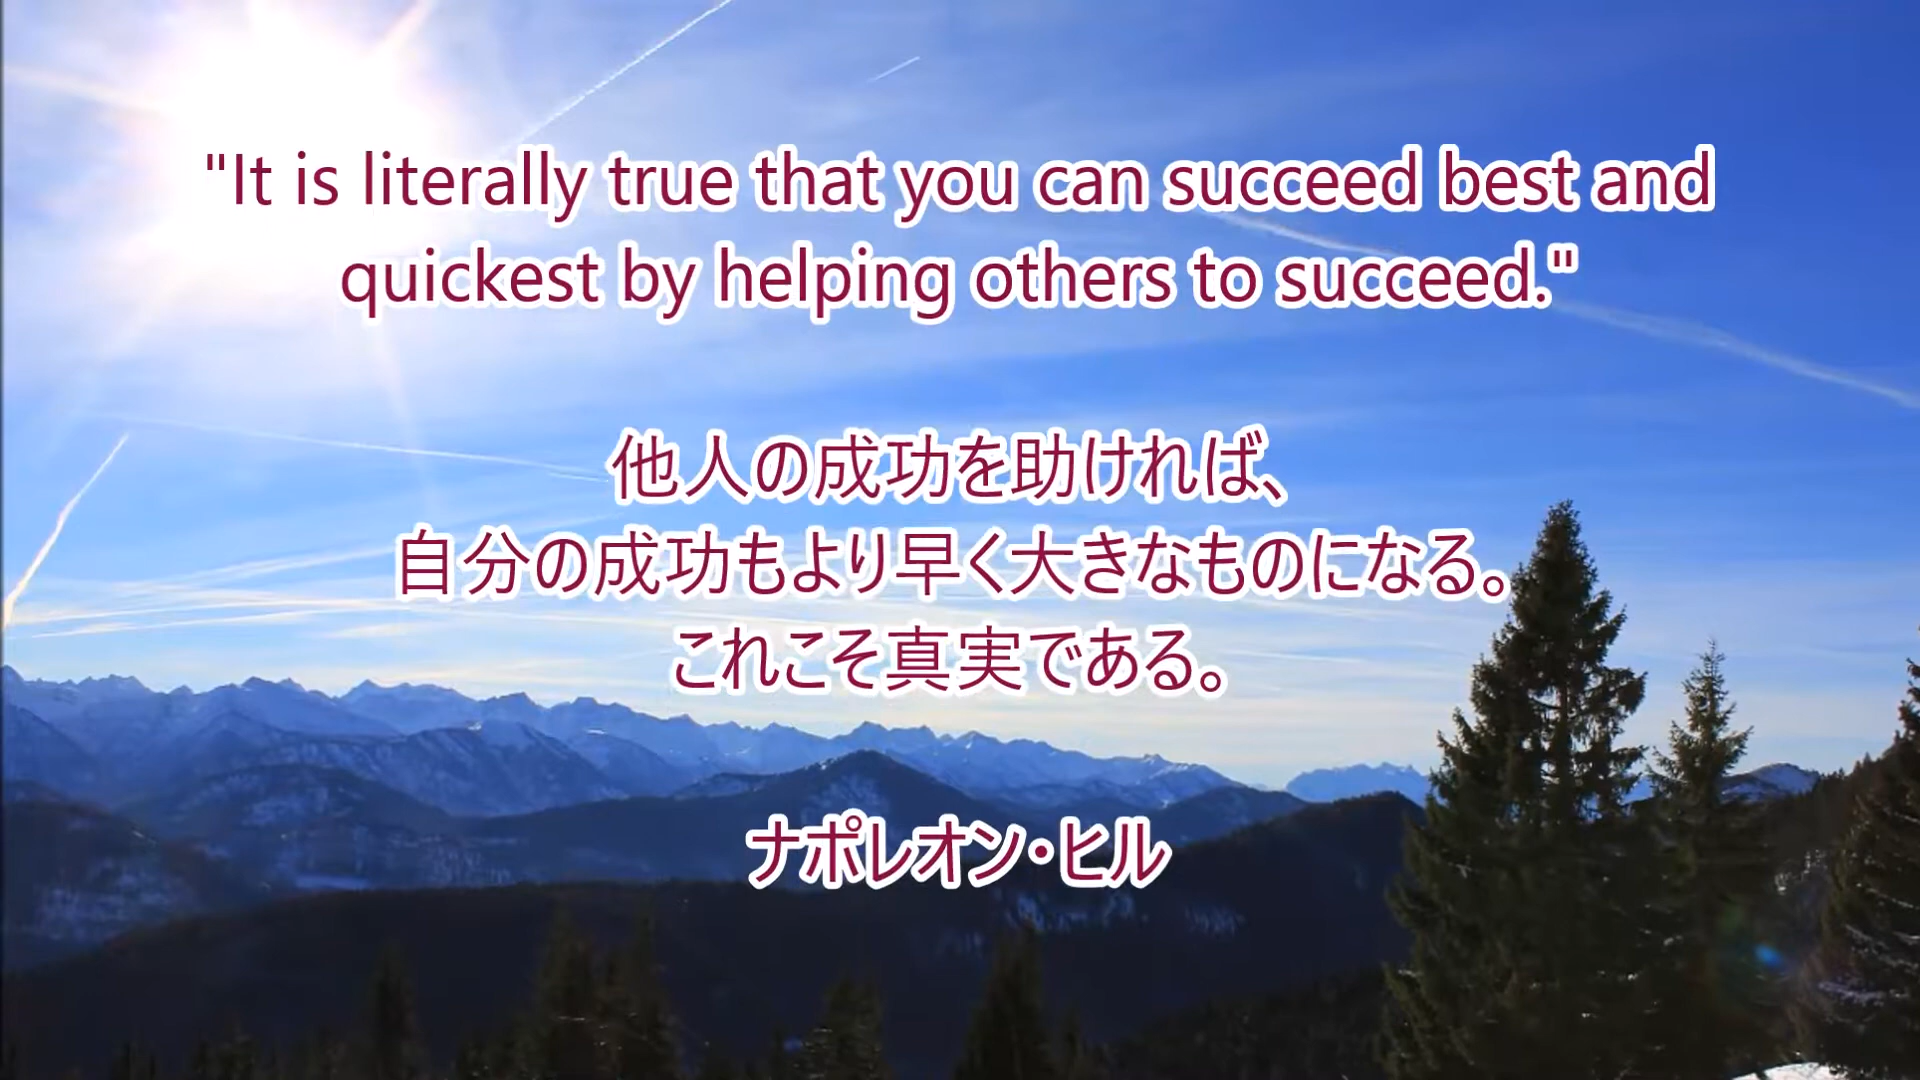 "It is literally true that you can succeed best and
quickest by helping others to succeed."
他人の成功を助ければ、
自分の成功もより早く大きなものになる。
これこそ真実である。
ナポレオン・ヒル